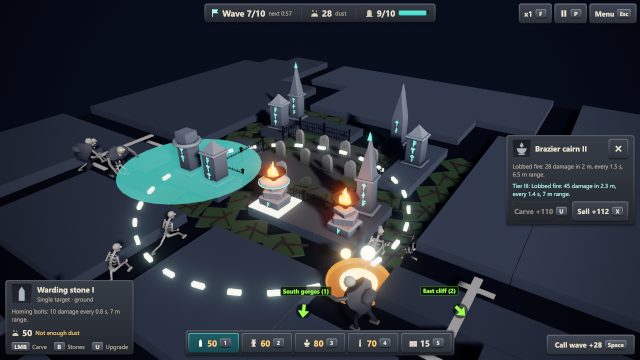 Wave 7/10 next 0:57 28 dust 9/10
x1 F P Menu Esc
Brazier cairn II
Lobbed fire: 28 damage in 2 m, every 1.5 s, 6.5 m range.
Tier III: Lobbed fire: 45 damage in 2.3 m, every 1.4 s, 7 m range.
Carve +110 U Sell +112 X
Warding stone I
Single target · ground
Homing bolts: 10 damage every 0.8 s, 7 m range.
50 Not enough dust
LMB Carve B Stones U Upgrade
South gorges (1)
East cliff (2)
50 1 60 2 80 3 70 4 15 5
Call wave +28 Space